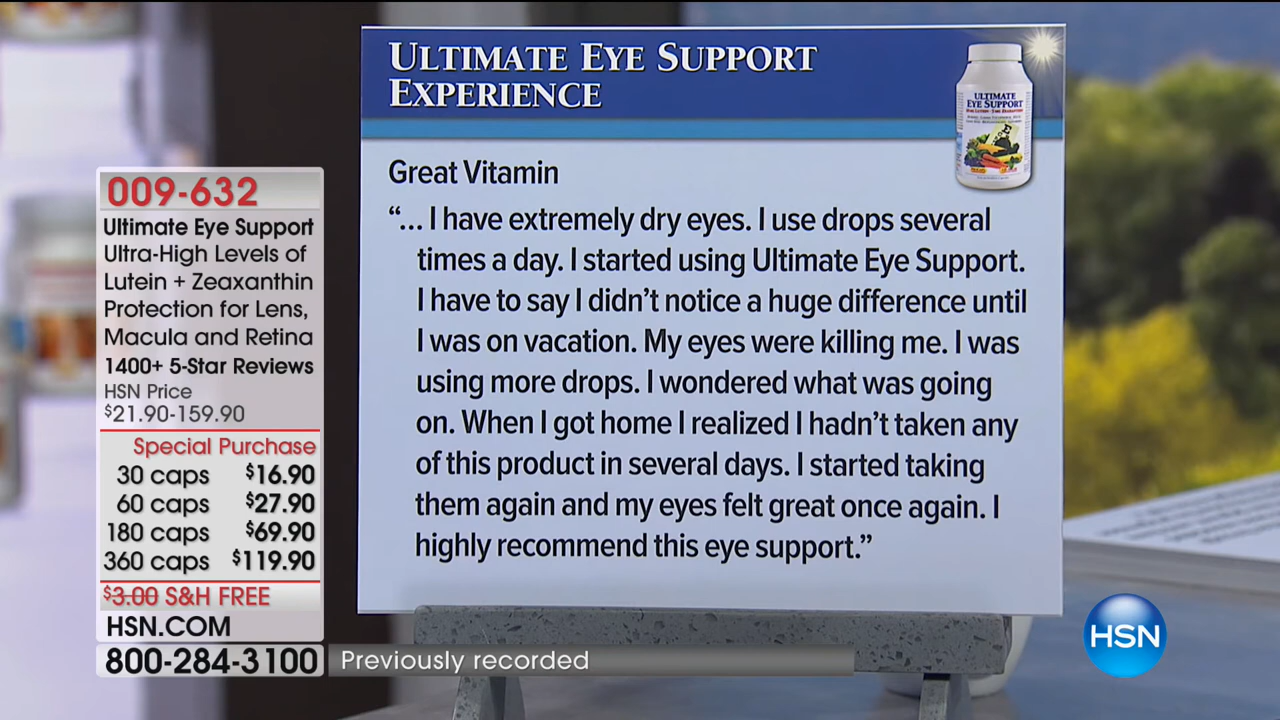 ULTIMATE EYE SUPPORT
EXPERIENCE
ULTIMATE
EYE SUPPORT
Great Vitamin
“... I have extremely dry eyes. I use drops several
times a day. I started using Ultimate Eye Support.
I have to say I didn’t notice a huge difference until
I was on vacation. My eyes were killing me. I was
using more drops. I wondered what was going
on. When I got home I realized I hadn’t taken any
of this product in several days. I started taking
them again and my eyes felt great once again. I
highly recommend this eye support.”
009-632
Ultimate Eye Support
Ultra-High Levels of
Lutein + Zeaxanthin
Protection for Lens,
Macula and Retina
1400+ 5-Star Reviews
HSN Price
$21.90-159.90
Special Purchase
30 caps $16.90
60 caps $27.90
180 caps $69.90
360 caps $119.90
$3.00 S&H FREE
HSN.COM
800-284-3100
Previously recorded
HSN